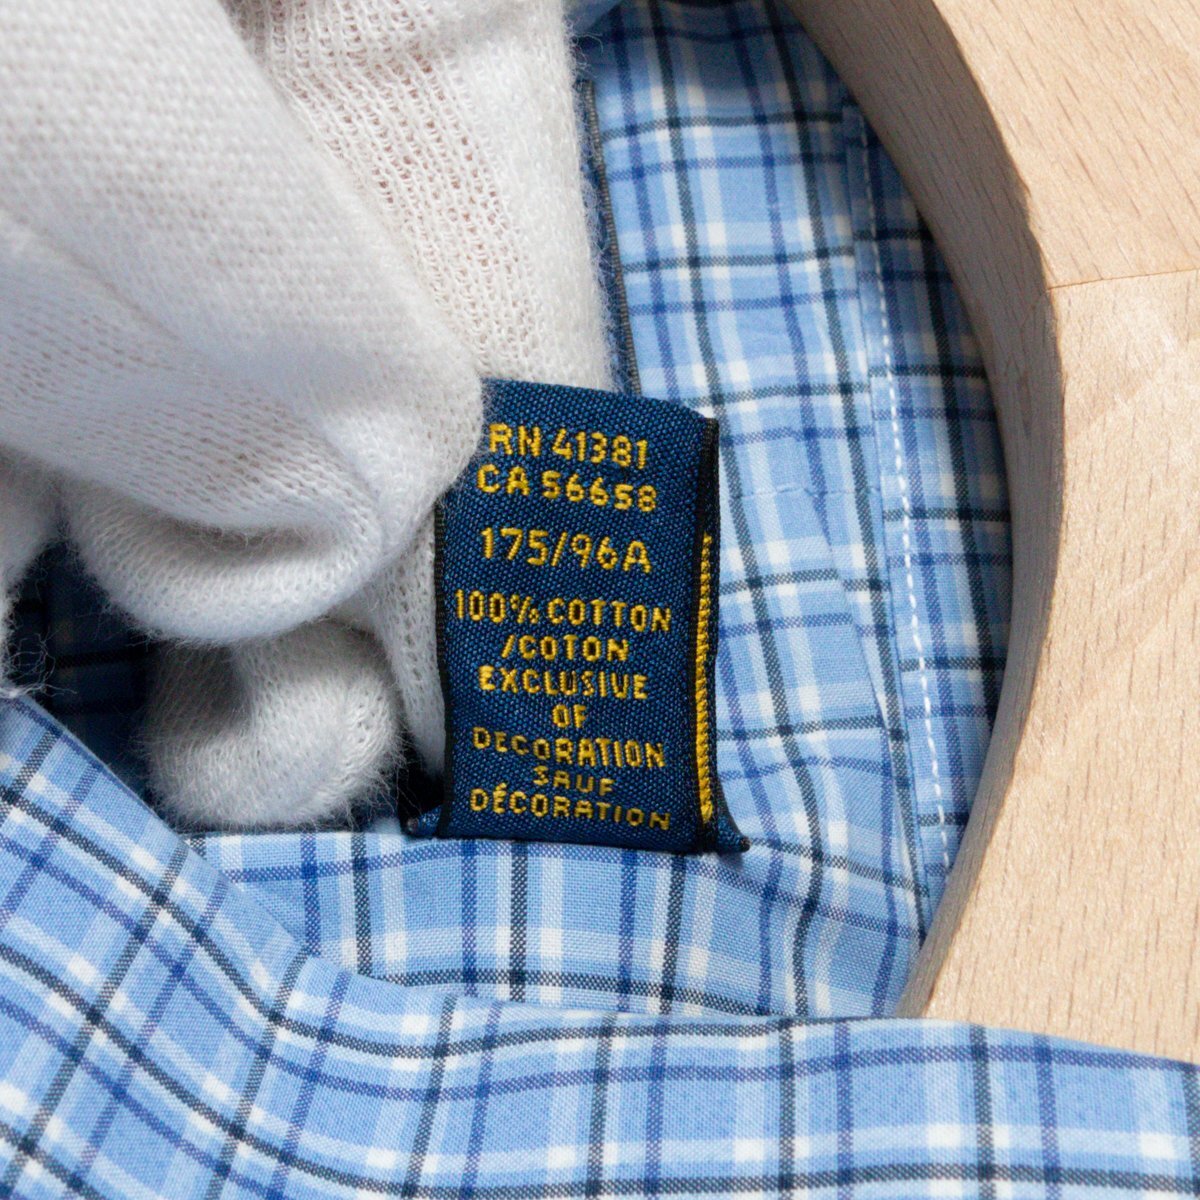 RN 41381
CA 56658
175/96A
100% COTTON
/COTON
EXCLUSIVE
OF
DECORATION
SAUF
DÉCORATION